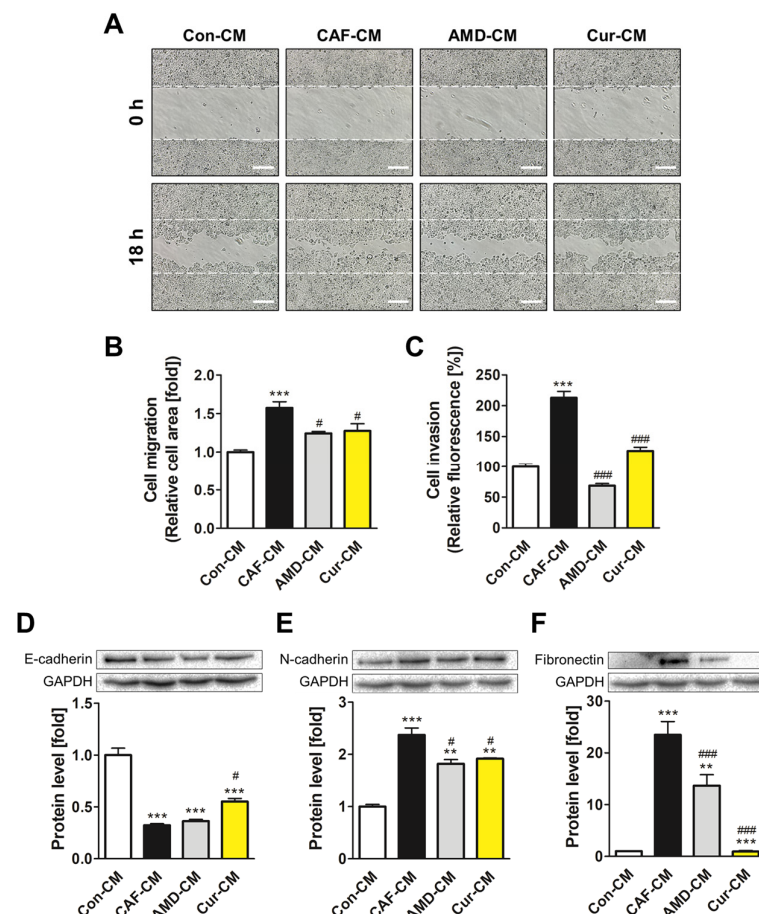 A
Con-CM CAF-CM AMD-CM Cur-CM
0 h
18 h
B
Cell migration
(Relative cell area [fold])
2.0
1.5
1.0
0.5
0.0
***
#
#
Con-CM
CAF-CM
AMD-CM
Cur-CM
C
Cell invasion
(Relative fluorescence [%])
250
200
150
100
50
0
***
###
###
Con-CM
CAF-CM
AMD-CM
Cur-CM
D
E-cadherin
GAPDH
Protein level [fold]
1.5
1.0
0.5
0.0
***
***
#
***
Con-CM
CAF-CM
AMD-CM
Cur-CM
E
N-cadherin
GAPDH
Protein level [fold]
3
2
1
0
***
#
**
#
**
Con-CM
CAF-CM
AMD-CM
Cur-CM
F
Fibronectin
GAPDH
Protein level [fold]
30
20
10
0
***
###
**
###
***
Con-CM
CAF-CM
AMD-CM
Cur-CM